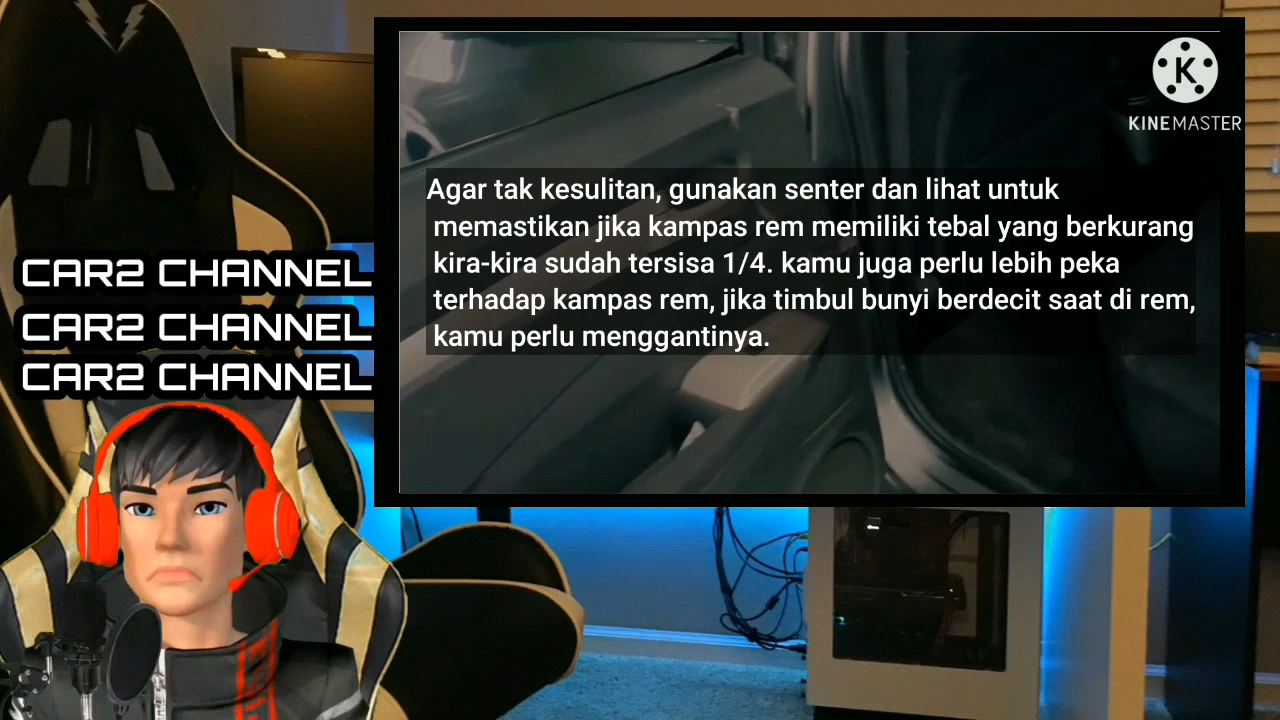 K
KINEMASTER
Agar tak kesulitan, gunakan senter dan lihat untuk
memastikan jika kampas rem memiliki tebal yang berkurang
kira-kira sudah tersisa 1/4. kamu juga perlu lebih peka
terhadap kampas rem, jika timbul bunyi berdecit saat di rem,
kamu perlu menggantinya.
CAR2 CHANNEL
CAR2 CHANNEL
CAR2 CHANNEL